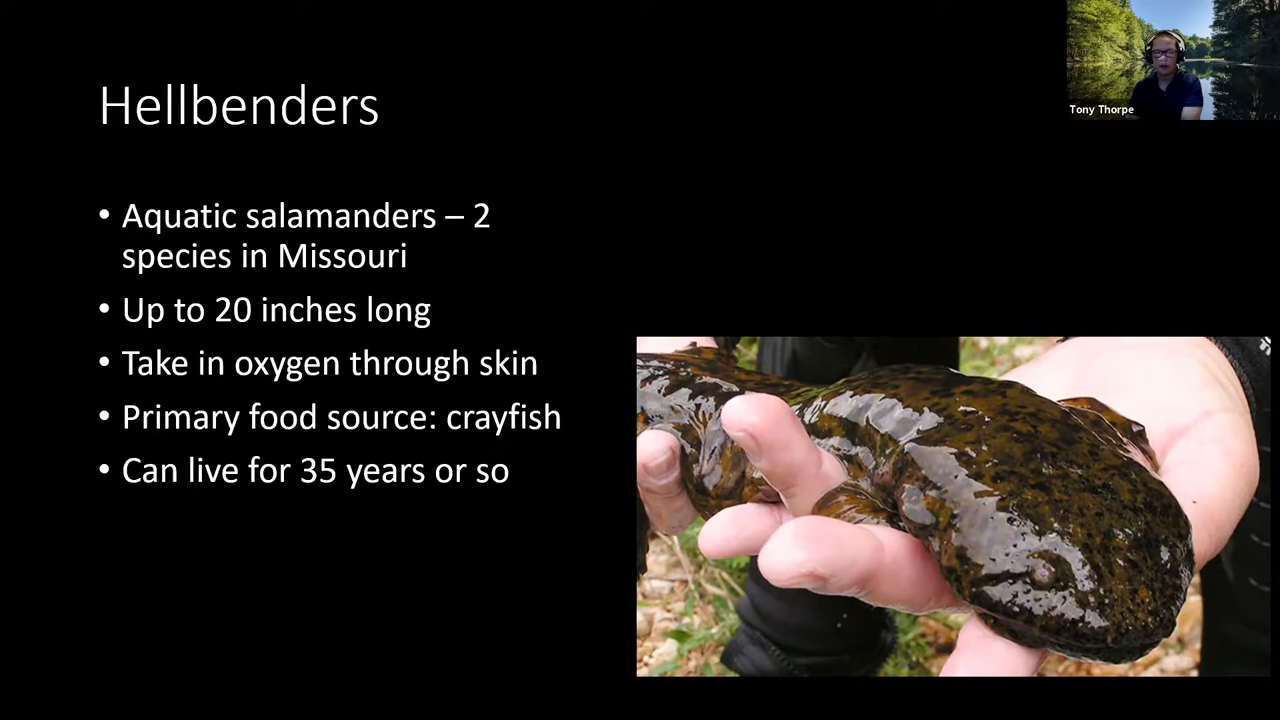 Hellbenders
Tony Thorpe
• Aquatic salamanders – 2
species in Missouri
• Up to 20 inches long
• Take in oxygen through skin
• Primary food source: crayfish
• Can live for 35 years or so